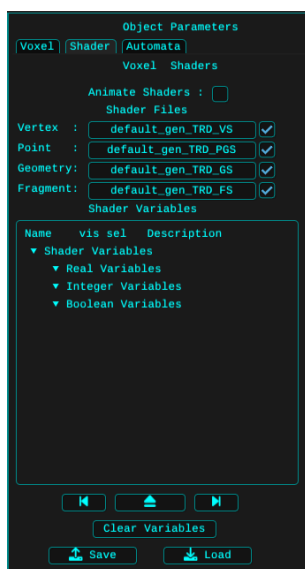 Object Parameters
Voxel Shader Automata
Voxel Shaders
Animate Shaders :
Shader Files
Vertex : default_gen_TRD_VS
Point : default_gen_TRD_PGS
Geometry: default_gen_TRD_GS
Fragment: default_gen_TRD_FS
Shader Variables
Name vis sel Description
▼ Shader Variables
▼ Real Variables
▼ Integer Variables
▼ Boolean Variables
Clear Variables
Save Load